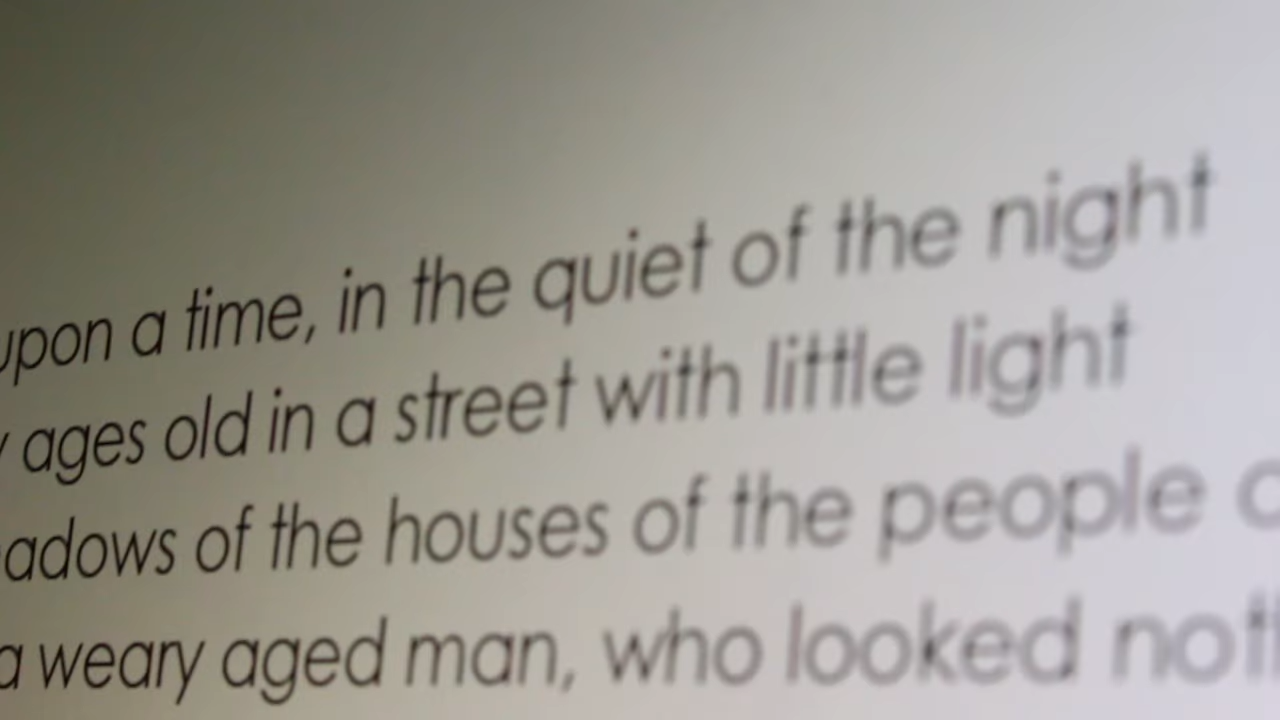 upon a time, in the quiet of the night
ages old in a street with little light
of the houses of the people
a weary aged man, who looked